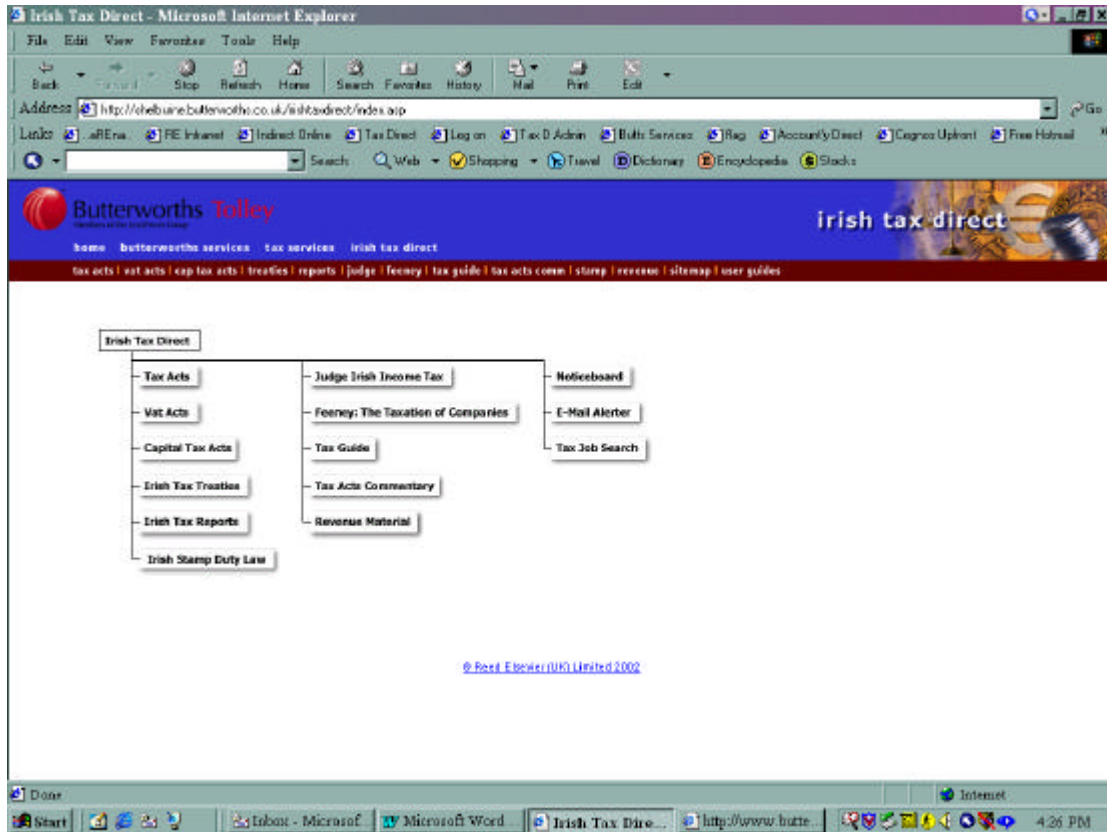 Irish Tax Direct - Microsoft Internet Explorer
File Edit View Favorites Tools Help
Back Forward Stop Refresh Home Search Favorites History Mail Print Edit
Address http://chelbuine.butterworths.co.uk/irishtaxdirect/index.asp Go
Links RE Intranet Indirect Online Tax Direct Log on Tax D Admin Butts Services Rag Account'y Direct Cognos Upfront Free Hotmail
Search Web Shopping Travel Dictionary Encyclopedia Stocks
Butterworths Tolley
irish tax direct
home butterworths services tax services irish tax direct
tax acts | vat acts | cap tax acts | treaties | reports | judge | feeney | tax guide | tax acts comm | stamp | revenue | sitemap | user guides
Irish Tax Direct
Tax Acts Judge Irish Income Tax Noticeboard
Vat Acts Feeney: The Taxation of Companies E-Mail Alerter
Capital Tax Acts Tax Guide Tax Job Search
Irish Tax Treaties Tax Acts Commentary
Irish Tax Reports Revenue Material
Irish Stamp Duty Law
© Reed Elsevier (UK) Limited 2002
Done Internet
Start Inbox - Microsof... Microsoft Word... Irish Tax Dire... http://www.butte... 4:26 PM